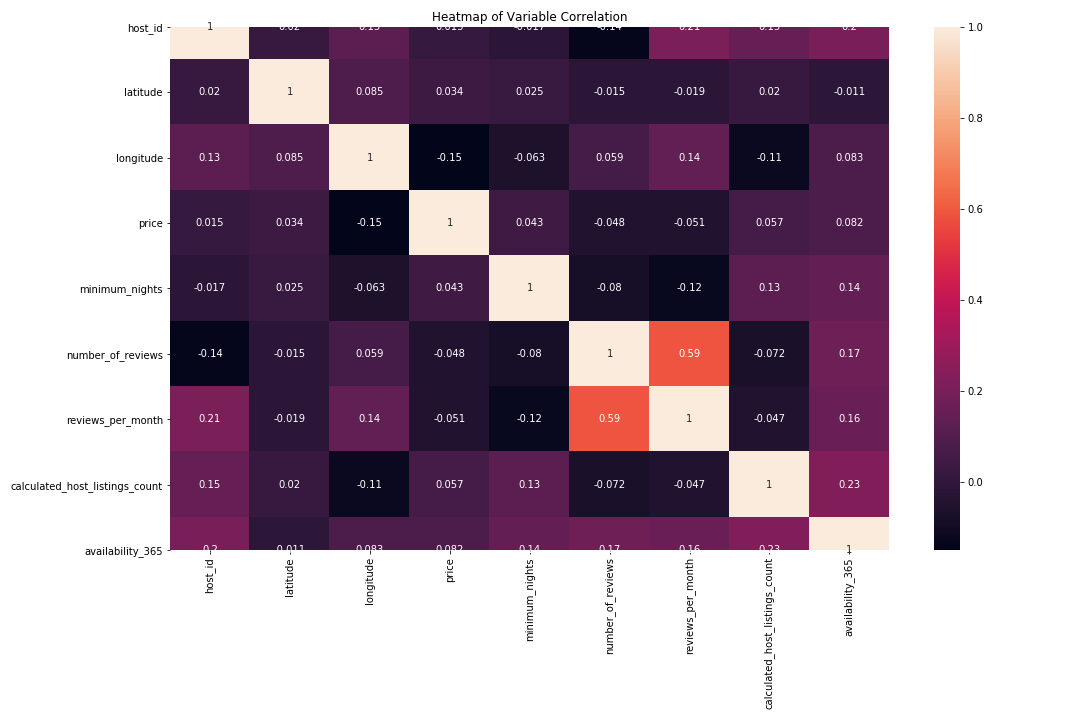 Heatmap of Variable Correlation
host_id 1 0.02 0.13 0.015 -0.017 -0.14 0.21 0.15 0.2
latitude 0.02 1 0.085 0.034 0.025 -0.015 -0.019 0.02 -0.011
longitude 0.13 0.085 1 -0.15 -0.063 0.059 0.14 -0.11 0.083
price 0.015 0.034 -0.15 1 0.043 -0.048 -0.051 0.057 0.082
minimum_nights -0.017 0.025 -0.063 0.043 1 -0.08 -0.12 0.13 0.14
number_of_reviews -0.14 -0.015 0.059 -0.048 -0.08 1 0.59 -0.072 0.17
reviews_per_month 0.21 -0.019 0.14 -0.051 -0.12 0.59 1 -0.047 0.16
calculated_host_listings_count 0.15 0.02 -0.11 0.057 0.13 -0.072 -0.047 1 0.23
availability_365 0.2 -0.011 0.083 0.082 0.14 0.17 0.16 0.23 1
host_id
latitude
longitude
price
minimum_nights
number_of_reviews
reviews_per_month
calculated_host_listings_count
availability_365
1.0
0.8
0.6
0.4
0.2
0.0